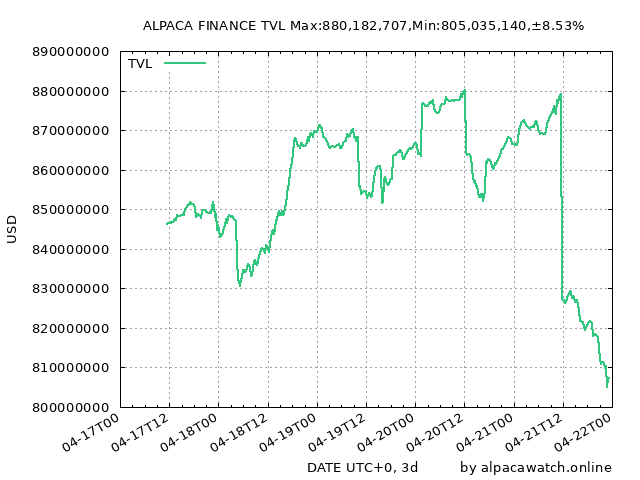 ALPACA FINANCE TVL Max:880,182,707,Min:805,035,140,±8.53%
TVL
890000000
880000000
870000000
860000000
850000000
840000000
830000000
820000000
810000000
800000000
USD
04-17T00
04-17T12
04-18T00
04-18T12
04-19T00
04-19T12
04-20T00
04-20T12
04-21T00
04-21T12
04-22T00
DATE UTC+0, 3d
by alpacawatch.online